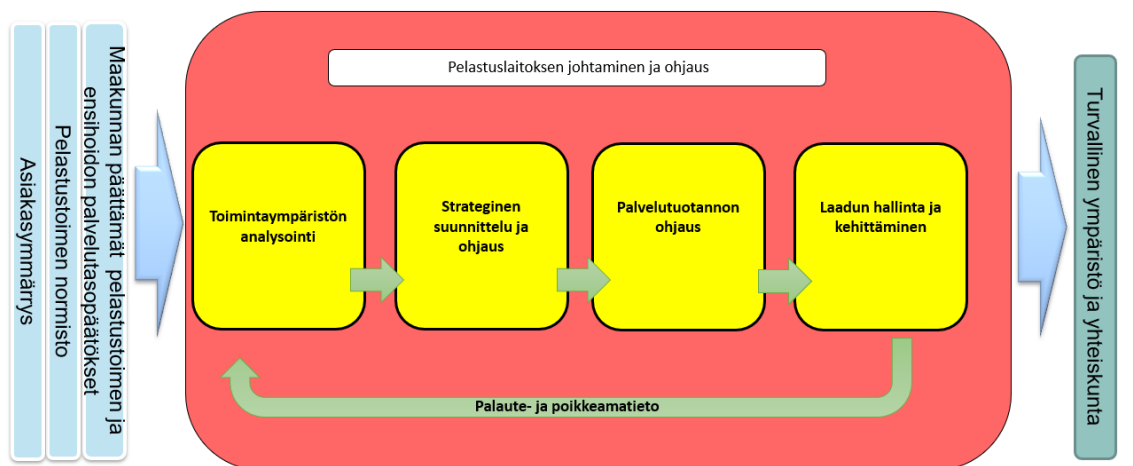 Maakunnan päättämät pelastustoimen ja
ensihoidon palvelutasopäätökset
Pelastustoimen normisto
Asiakasymmärrys
Pelastuslaitoksen johtaminen ja ohjaus
Toimintaympäristön
analysointi
Strateginen
suunnittelu ja
ohjaus
Palvelutuotannon
ohjaus
Laadun hallinta ja
kehittäminen
Palaute- ja poikkeamatieto
Turvallinen ympäristö ja yhteiskunta